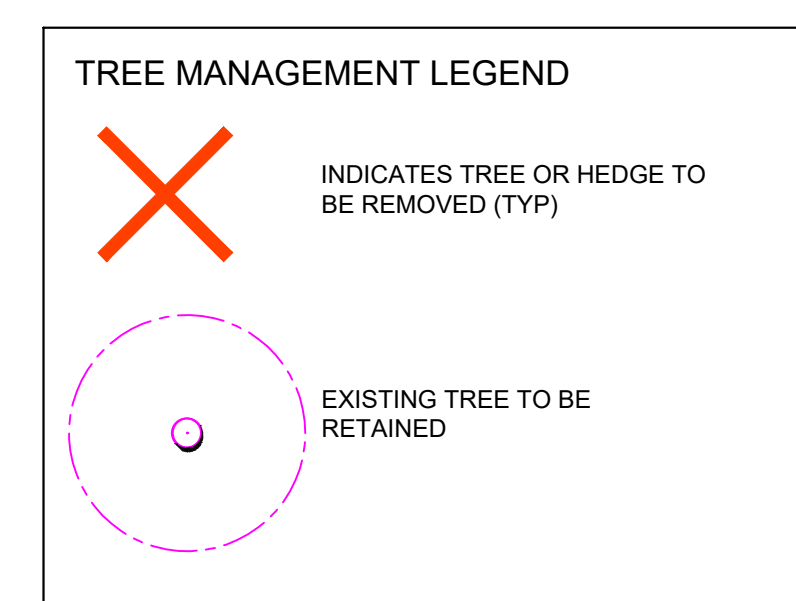 TREE MANAGEMENT LEGEND
INDICATES TREE OR HEDGE TO
BE REMOVED (TYP)
EXISTING TREE TO BE
RETAINED